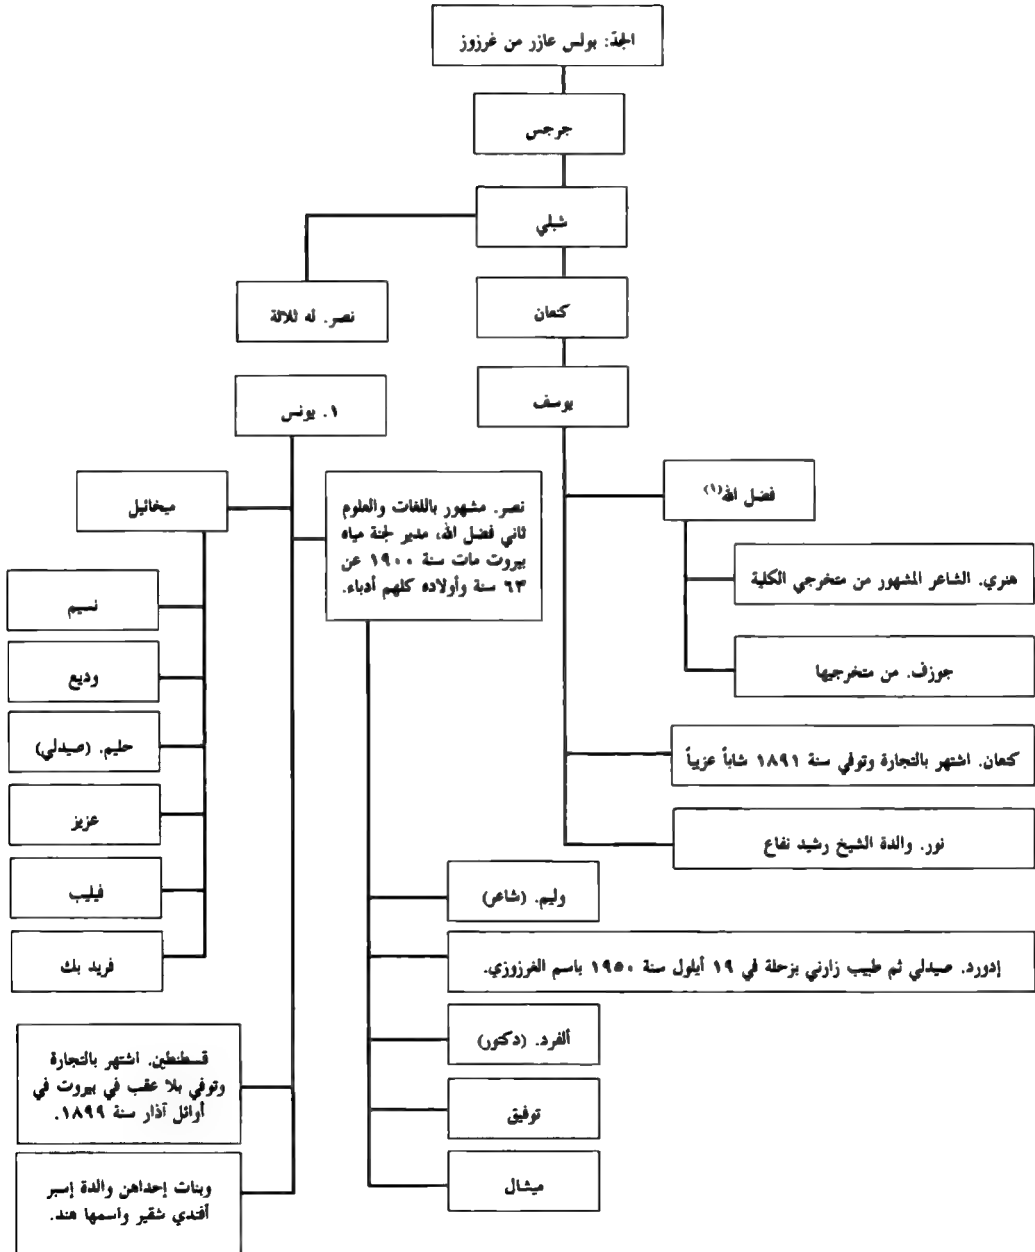 الجدّ: بولس عازر من غرزوز
جرجس
شبلي
نصر. له ثلاثة
كنعان
يوسف
١. يونس
فضل الله(١)
هنري. الشاعر المشهور من متخرجي الكلية
جوزف. من متخرجيها
كنعان. اشتهر بالتجارة وتوفي سنة ١٨٩١ شاباً عزيباً
نور. والدة الشيخ رشيد نفاع
نصر. مشهور باللغات والعلوم
ثاني فضل الله، مدير لجنة مياه
بيروت مات سنة ١٩٠٠ عن
٦٣ سنة وأولاده كلهم أدباء.
وليم. (شاعر)
إدورد. صيدلي ثم طبيب زارني بزحلة في ١٩ أيلول سنة ١٩٥٠ باسم الغرزوزي.
ألفرد. (دكتور)
توفيق
ميشال
ميخائيل
نسيم
وديع
حليم. (صيدلي)
عزيز
فيليب
فريد بك
قسطنطين. اشتهر بالتجارة
وتوفي بلا عقب في بيروت في
أوائل آذار سنة ١٨٩٩.
وبنات إحداهن والدة إسبر
أفندي شقير واسمها هند.